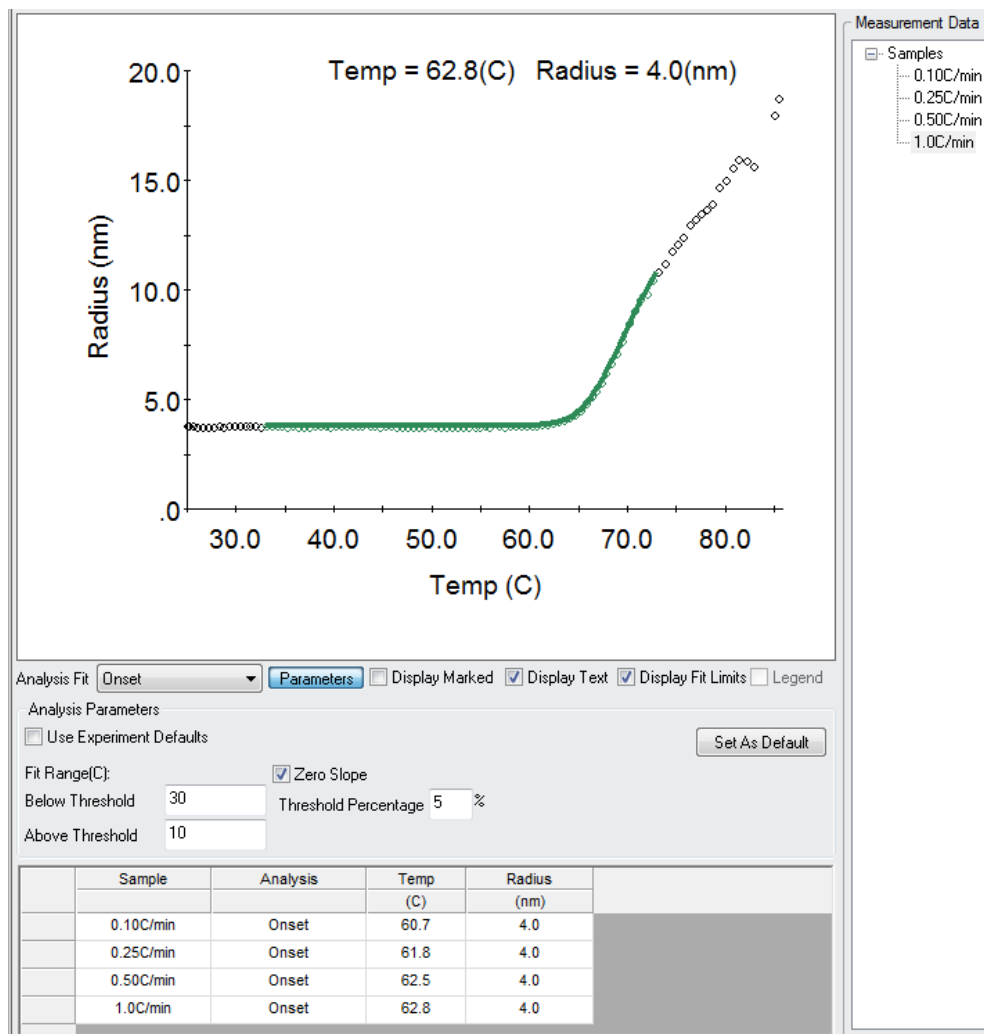 Measurement Data
Samples
0.10C/min
0.25C/min
0.50C/min
1.0C/min
Temp = 62.8(C) Radius = 4.0(nm)
20.0
15.0
10.0
5.0
.0
Radius (nm)
30.0 40.0 50.0 60.0 70.0 80.0
Temp (C)
Analysis Fit Onset Parameters Display Marked Display Text Display Fit Limits Legend
Analysis Parameters
Use Experiment Defaults
Set As Default
Fit Range(C): Zero Slope
Below Threshold 30 Threshold Percentage 5 %
Above Threshold 10
Sample Analysis Temp Radius
(C) (nm)
0.10C/min Onset 60.7 4.0
0.25C/min Onset 61.8 4.0
0.50C/min Onset 62.5 4.0
1.0C/min Onset 62.8 4.0